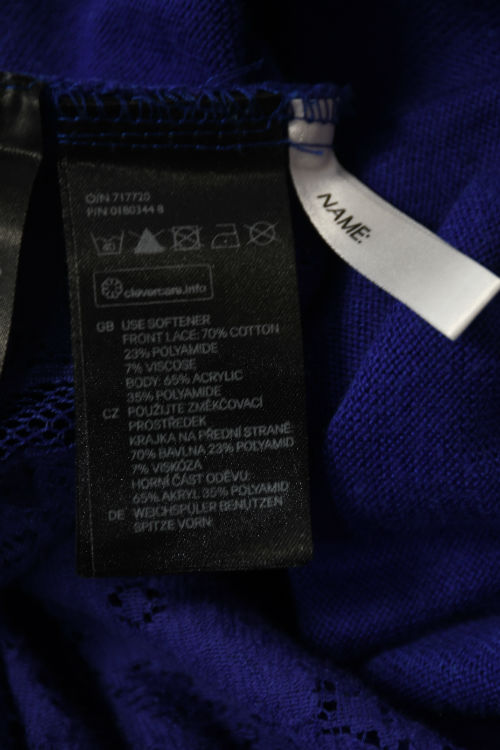 O/N 717720
P/N 0180344 8
40
clevercare.info
NAME:
GB USE SOFTENER
FRONT LACE: 70% COTTON
23% POLYAMIDE
7% VISCOSE
BODY: 65% ACRYLIC
35% POLYAMIDE
CZ POUŽIJTE ZMĚKČOVACÍ
PROSTŘEDEK
KRAJKA NA PŘEDNÍ STRANĚ:
70% BAVLNA 23% POLYAMID
7% VISKÓZA
HORNÍ ČÁST ODĚVU:
65% AKRYL 35% POLYAMID
DE WEICHSPÜLER BENUTZEN
SPITZE VORN: